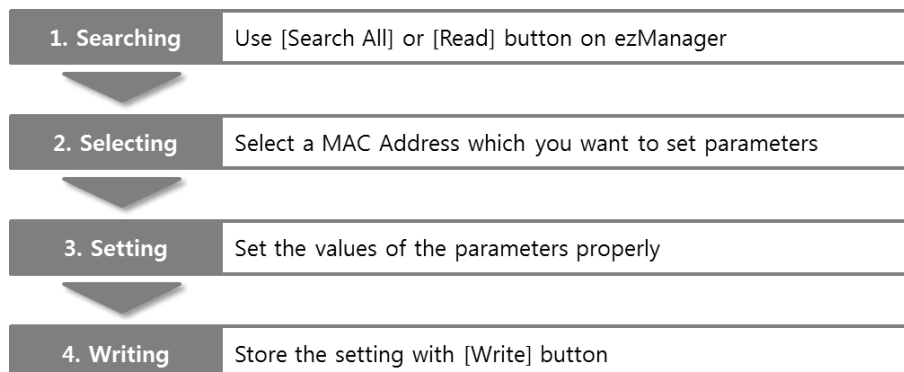 1. Searching Use [Search All] or [Read] button on ezManager
2. Selecting Select a MAC Address which you want to set parameters
3. Setting Set the values of the parameters properly
4. Writing Store the setting with [Write] button